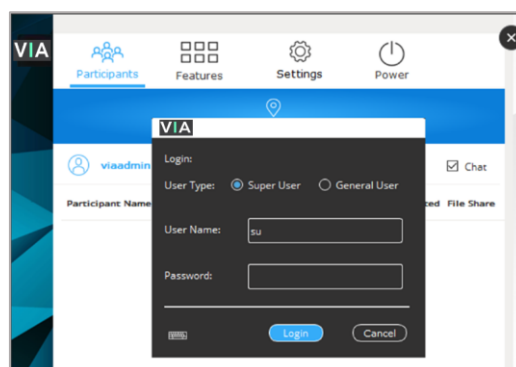 VIA
Participants Features Settings Power
VIA
Login:
viaadmin
Chat
User Type: Super User General User
Participant Name
ted File Share
User Name: su
Password:
Login Cancel